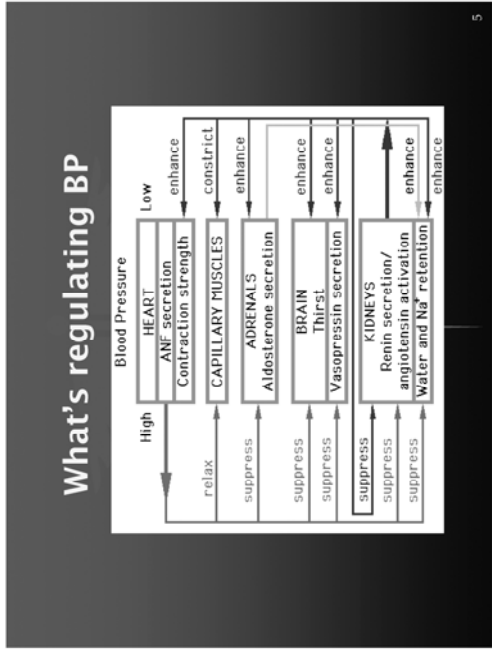 What's regulating BP
Blood Pressure
High
Low
HEART
ANF secretion
Contraction strength
enhance
relax
CAPILLARY MUSCLES
constrict
suppress
ADRENALS
Aldosterone secretion
enhance
suppress
suppress
BRAIN
Thirst
Vasopressin secretion
enhance
enhance
suppress
suppress
suppress
KIDNEYS
Renin secretion/
angiotensin activation
Water and Na⁺ retention
enhance
enhance
5